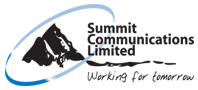 Summit
Communications
Limited
Working for tomorrow